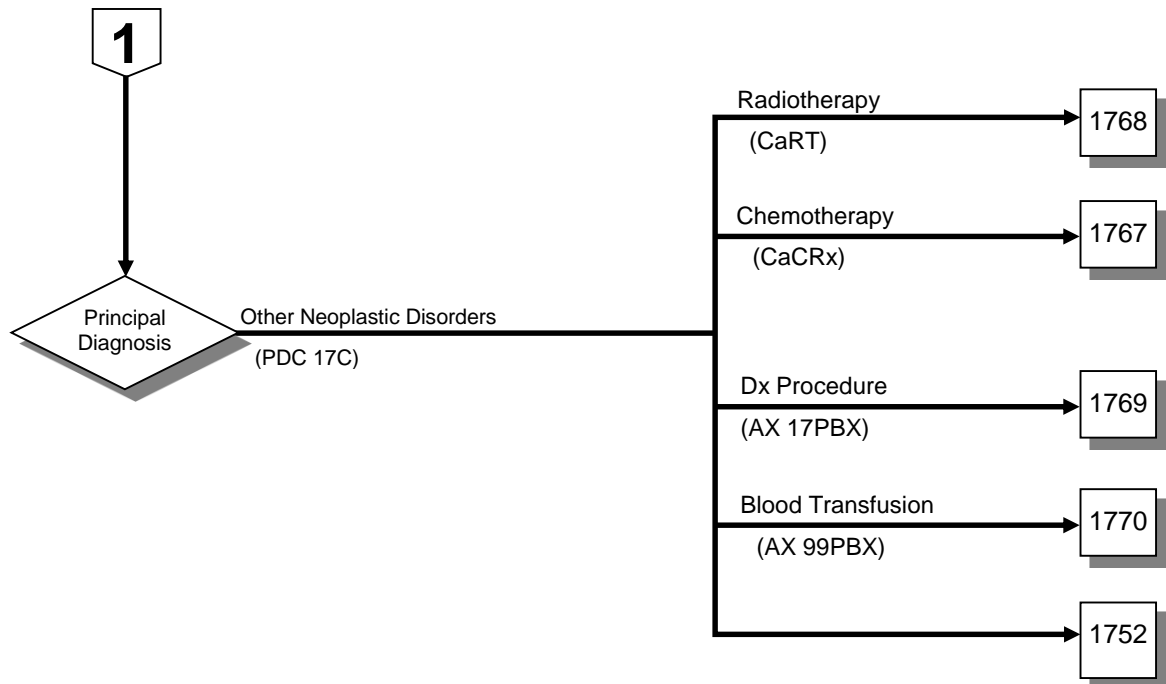 1
Radiotherapy
(CaRT)
1768
Chemotherapy
(CaCRx)
1767
Principal
Diagnosis
Other Neoplastic Disorders
(PDC 17C)
Dx Procedure
(AX 17PBX)
1769
Blood Transfusion
(AX 99PBX)
1770
1752